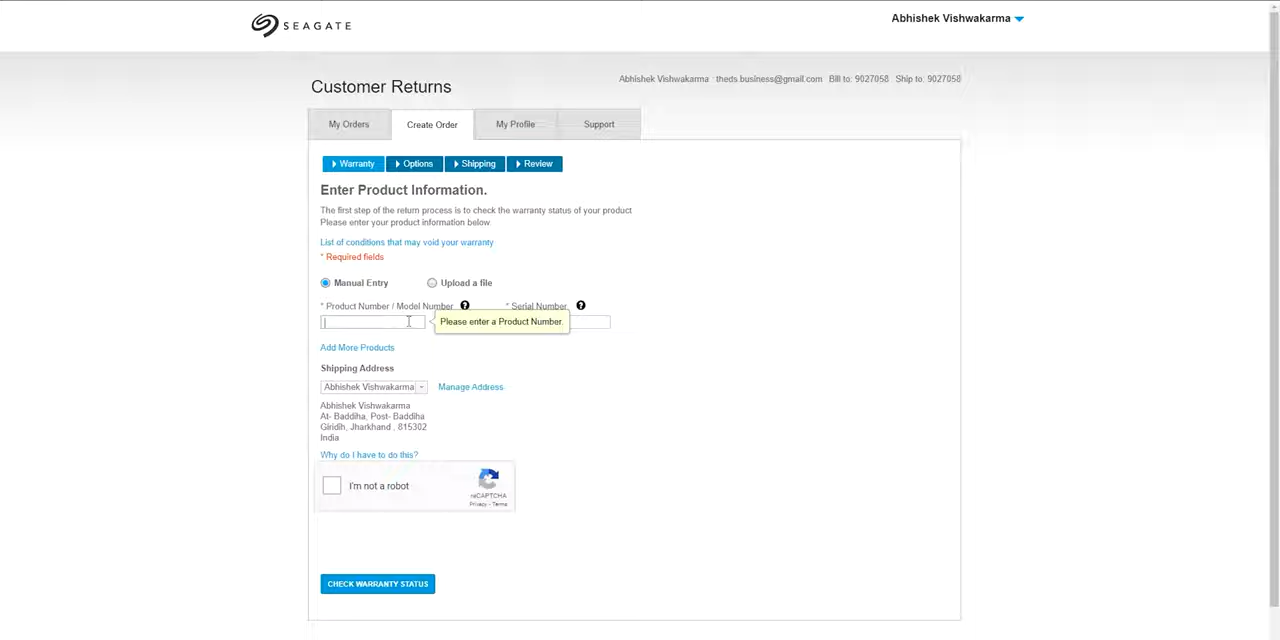 SEAGATE
Abhishek Vishwakarma
Customer Returns
Abhishek Vishwakarma theds.business@gmail.com Bill to: 9027058 Ship to: 9027058
My Orders Create Order My Profile Support
Warranty Options Shipping Review
Enter Product Information.
The first step of the return process is to check the warranty status of your product
Please enter your product information below.
List of conditions that may void your warranty
* Required fields
Manual Entry Upload a file
* Product Number / Model Number * Serial Number
Please enter a Product Number.
Add More Products
Shipping Address
Abhishek Vishwakarma Manage Address
Abhishek Vishwakarma
At- Baddiha, Post- Baddiha
Giridih, Jharkhand , 815302
India
Why do I have to do this?
I'm not a robot
reCAPTCHA
Privacy - Terms
CHECK WARRANTY STATUS